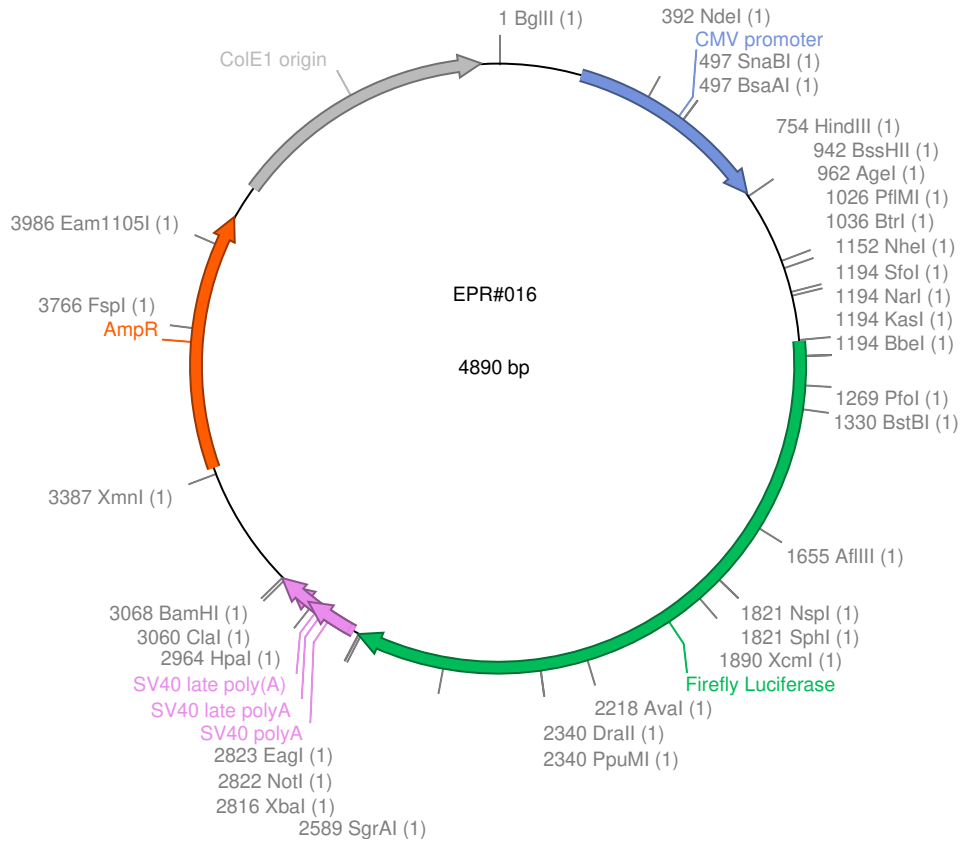 1 BglII (1)
392 NdeI (1)
CMV promoter
497 SnaBI (1)
497 BsaAI (1)
754 HindIII (1)
942 BssHII (1)
962 AgeI (1)
1026 PflMI (1)
1036 BtrI (1)
1152 NheI (1)
1194 SfoI (1)
1194 NarI (1)
1194 KasI (1)
1194 BbeI (1)
1269 PfoI (1)
1330 BstBI (1)
1655 AflIII (1)
1821 NspI (1)
1821 SphI (1)
1890 XcmI (1)
Firefly Luciferase
2218 AvaI (1)
2340 DraII (1)
2340 PpuMI (1)
2589 SgrAI (1)
2816 XbaI (1)
2822 NotI (1)
2823 EagI (1)
SV40 polyA
SV40 late polyA
SV40 late poly(A)
2964 HpaI (1)
3060 ClaI (1)
3068 BamHI (1)
3387 XmnI (1)
AmpR
3766 FspI (1)
3986 Eam1105I (1)
ColE1 origin
EPR#016
4890 bp